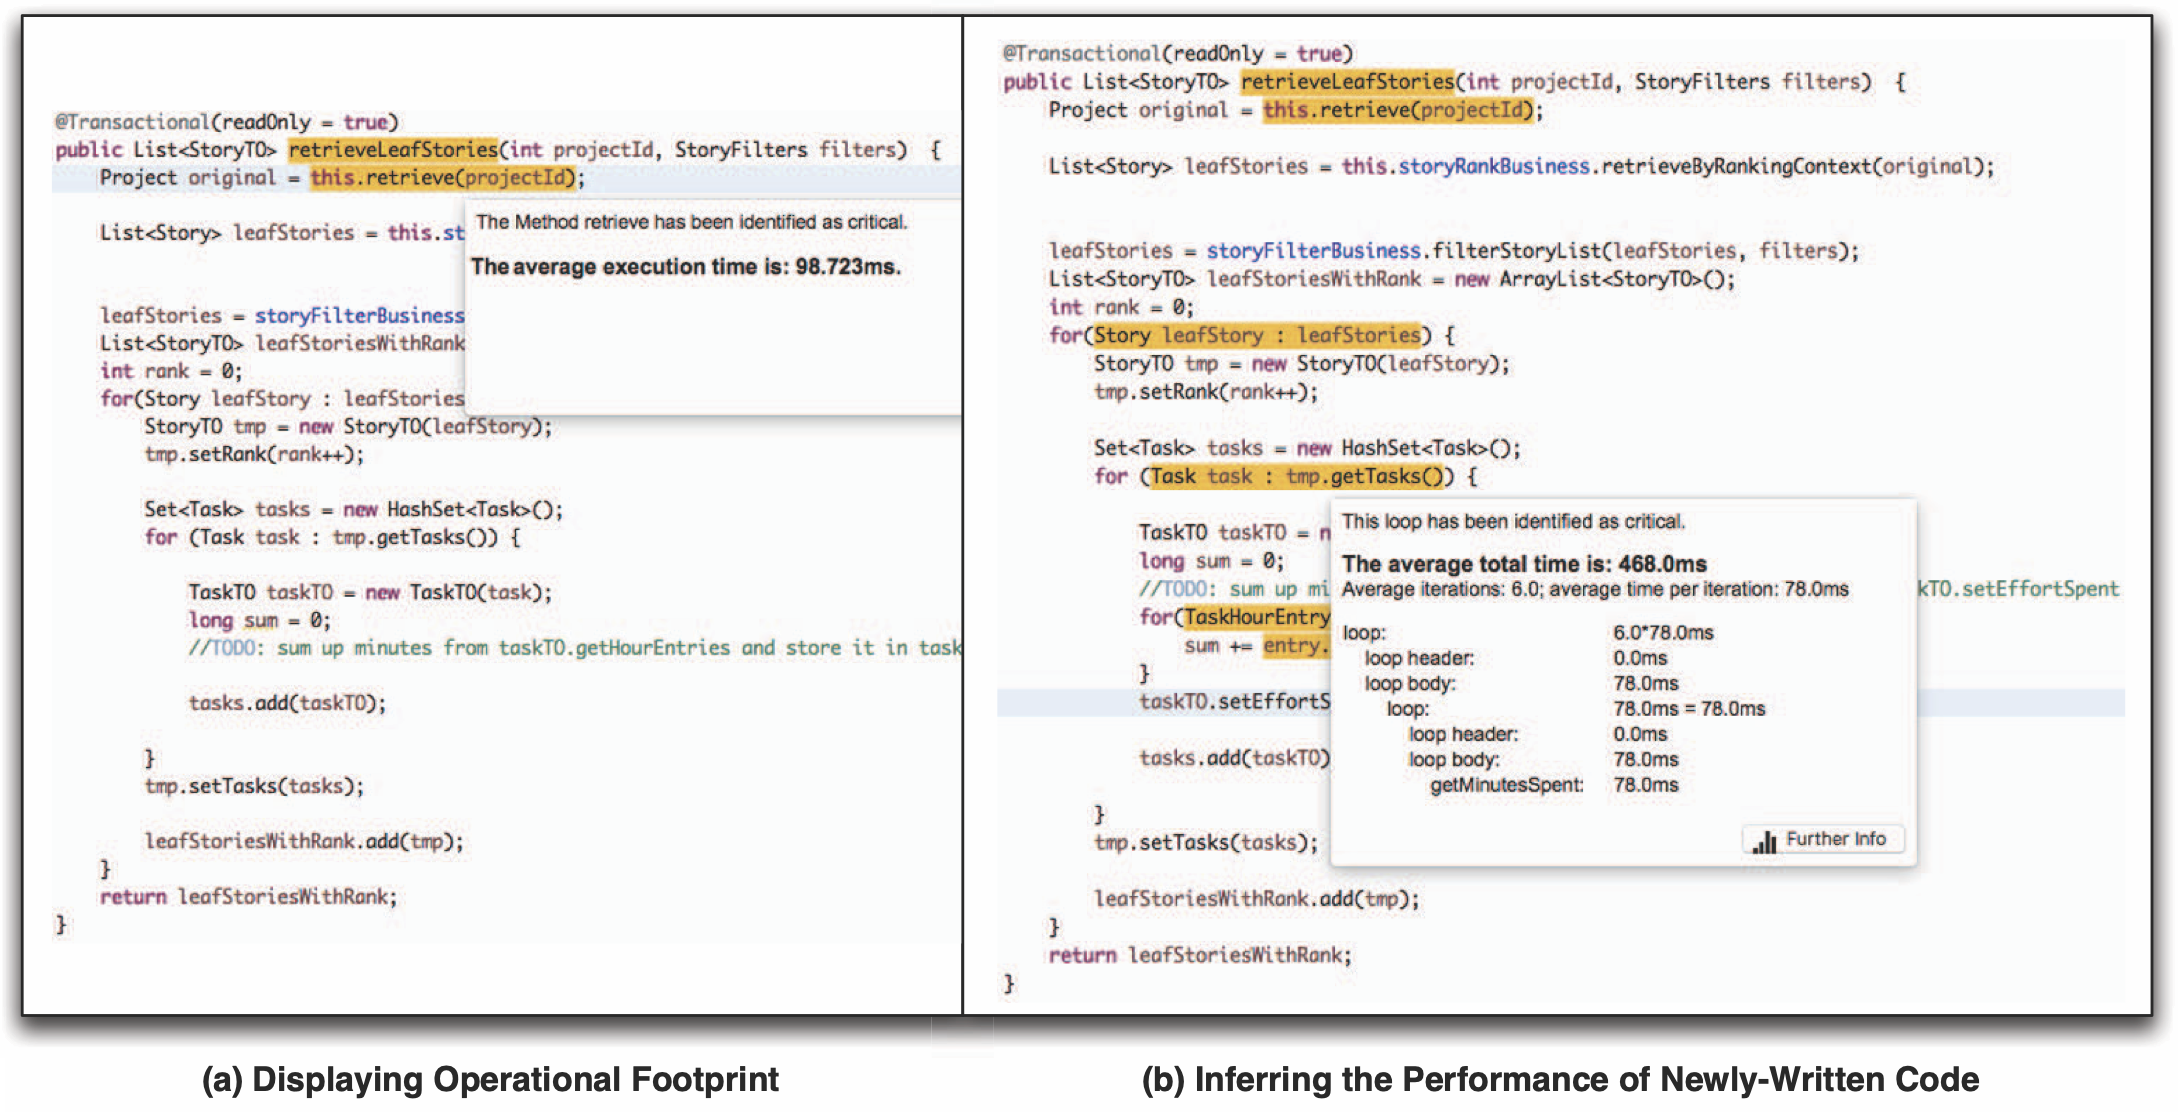 @Transactional(readOnly = true)
public List<StoryTO> retrieveLeafStories(int projectId, StoryFilters filters) {
Project original = this.retrieve(projectId);
List<Story> leafStories = this.st
The Method retrieve has been identified as critical.
The average execution time is: 98.723ms.
leafStories = storyFilterBusiness
List<StoryTO> leafStoriesWithRank
int rank = 0;
for(Story leafStory : leafStories
StoryTO tmp = new StoryTO(leafStory);
tmp.setRank(rank++);
Set<Task> tasks = new HashSet<Task>();
for (Task task : tmp.getTasks()) {
TaskTO taskTO = new TaskTO(task);
long sum = 0;
//TODO: sum up minutes from taskTO.getHourEntries and store it in task
tasks.add(taskTO);
}
tmp.setTasks(tasks);
leafStoriesWithRank.add(tmp);
}
return leafStoriesWithRank;
}
(a) Displaying Operational Footprint
@Transactional(readOnly = true)
public List<StoryTO> retrieveLeafStories(int projectId, StoryFilters filters) {
Project original = this.retrieve(projectId);
List<Story> leafStories = this.storyRankBusiness.retrieveByRankingContext(original);
leafStories = storyFilterBusiness.filterStoryList(leafStories, filters);
List<StoryTO> leafStoriesWithRank = new ArrayList<StoryTO>();
int rank = 0;
for(Story leafStory : leafStories) {
StoryTO tmp = new StoryTO(leafStory);
tmp.setRank(rank++);
Set<Task> tasks = new HashSet<Task>();
for (Task task : tmp.getTasks()) {
TaskTO taskTO = n
long sum = 0;
//TODO: sum up mi kTO.setEffortSpent
for(TaskHourEntry
sum += entry.
}
taskTO.setEffortS
tasks.add(taskTO)
}
tmp.setTasks(tasks);
leafStoriesWithRank.add(tmp);
}
return leafStoriesWithRank;
}
This loop has been identified as critical.
The average total time is: 468.0ms
Average iterations: 6.0; average time per iteration: 78.0ms
loop: 6.0*78.0ms
loop header: 0.0ms
loop body: 78.0ms
loop: 78.0ms = 78.0ms
loop header: 0.0ms
loop body: 78.0ms
getMinutesSpent: 78.0ms
Further Info
(b) Inferring the Performance of Newly-Written Code